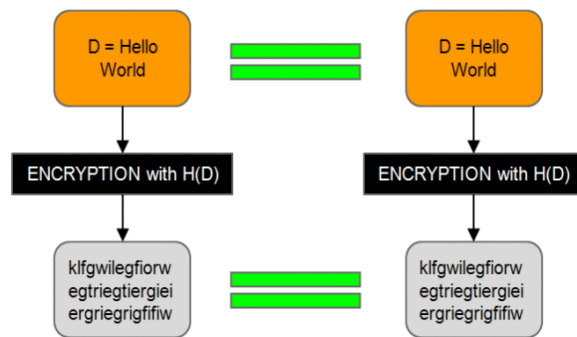 D = Hello
World
D = Hello
World
ENCRYPTION with H(D)
ENCRYPTION with H(D)
klfgwilegfiorw
egtriegtiergiei
ergriegrigfifiw
klfgwilegfiorw
egtriegtiergiei
ergriegrigfifiw